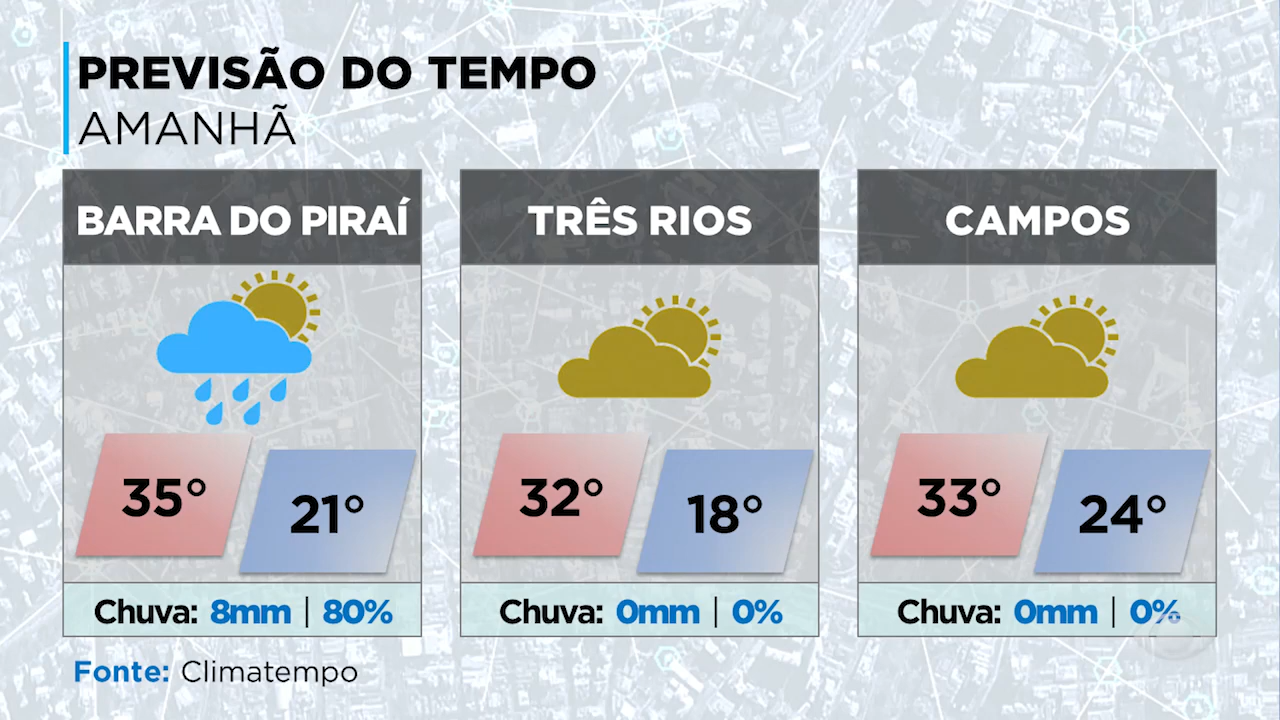 PREVISÃO DO TEMPO
AMANHÃ
BARRA DO PIRAÍ
35° 21°
Chuva: 8mm | 80%
TRÊS RIOS
32° 18°
Chuva: 0mm | 0%
CAMPOS
33° 24°
Chuva: 0mm | 0%
Fonte: Climatempo